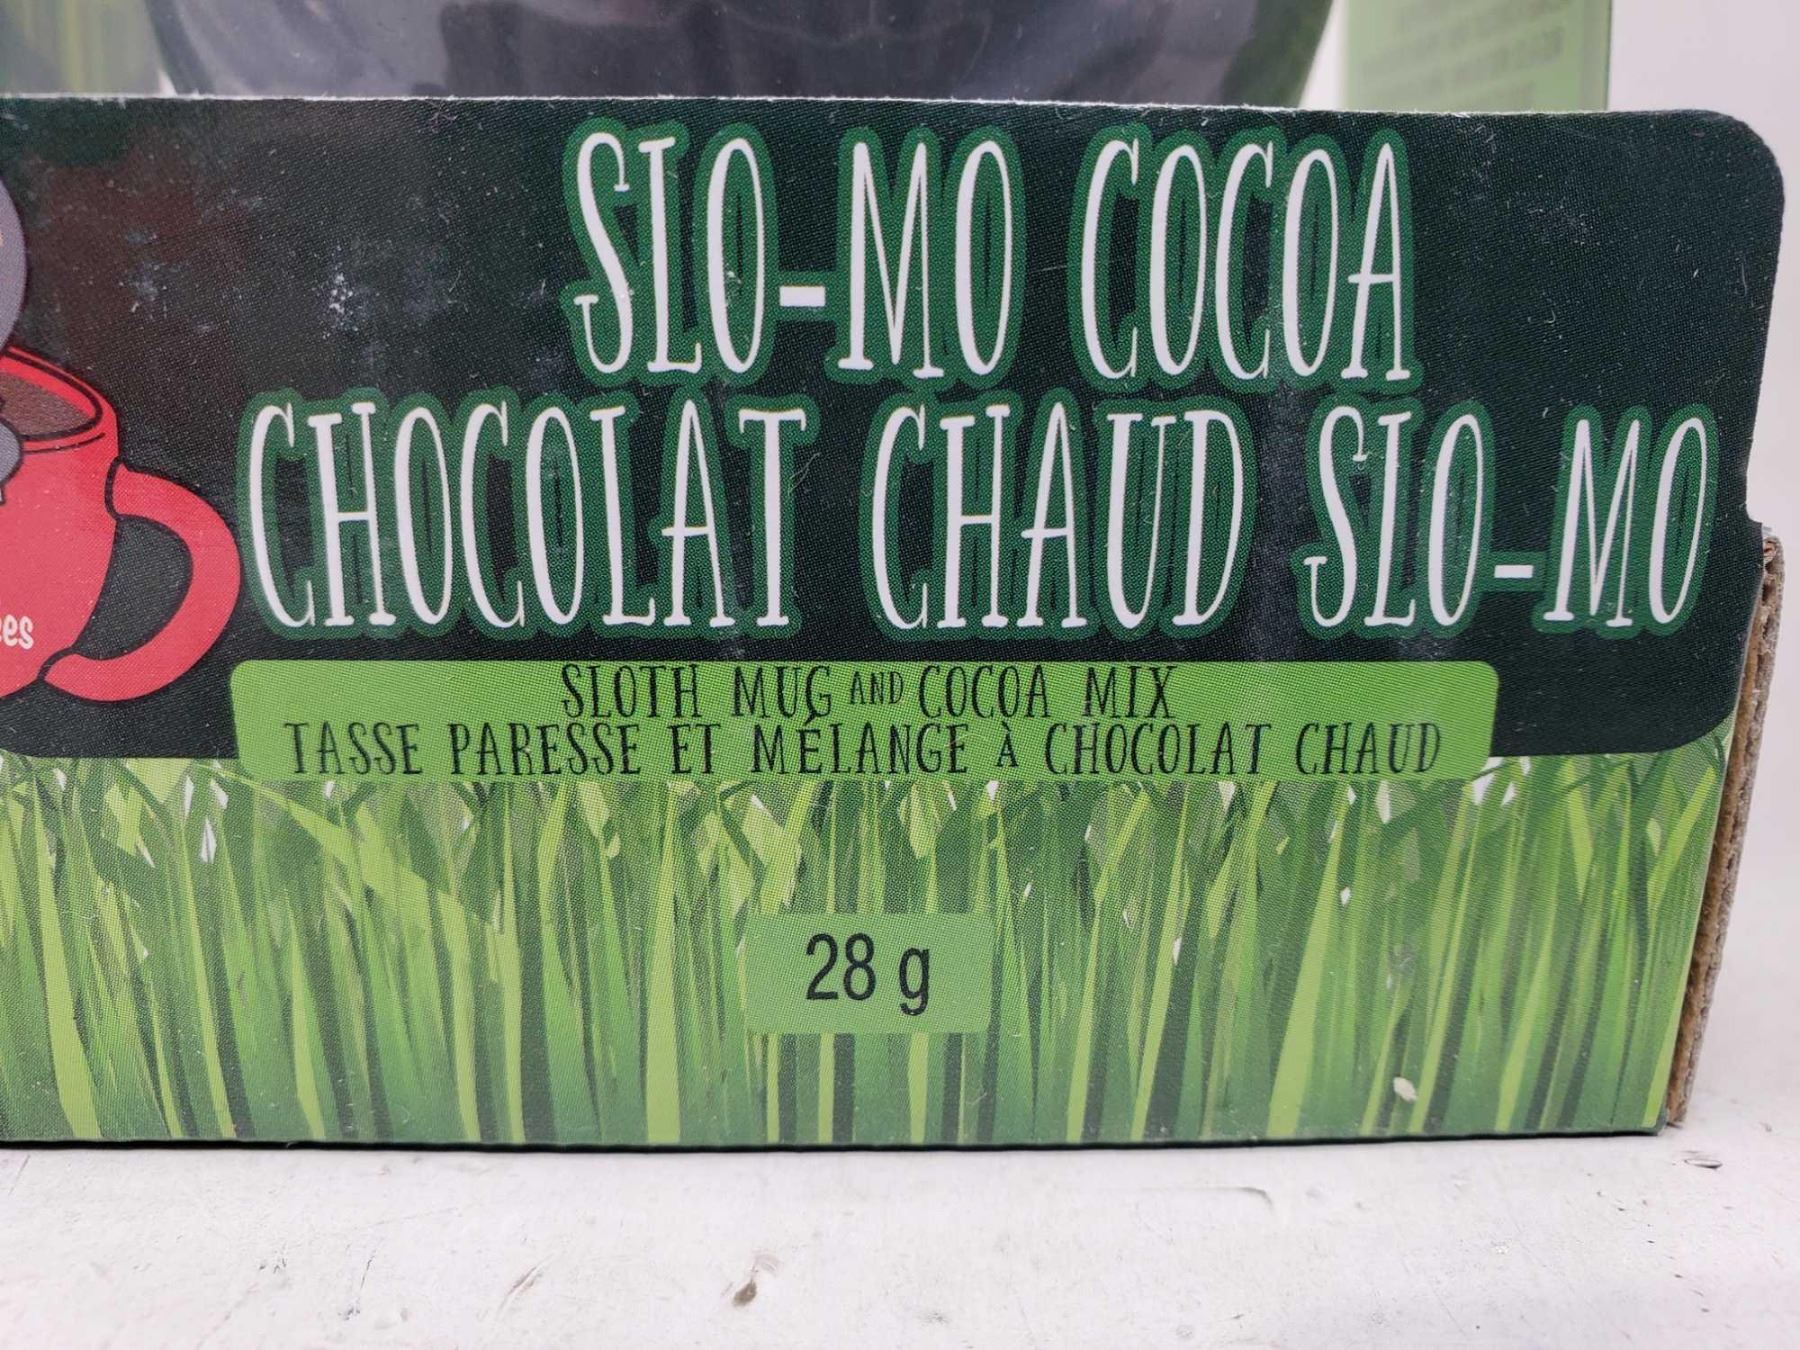 SLO-MO COCOA
CHOCOLAT CHAUD SLO-MO
SLOTH MUG AND COCOA MIX
TASSE PARESSE ET MÉLANGE À CHOCOLAT CHAUD
28 g